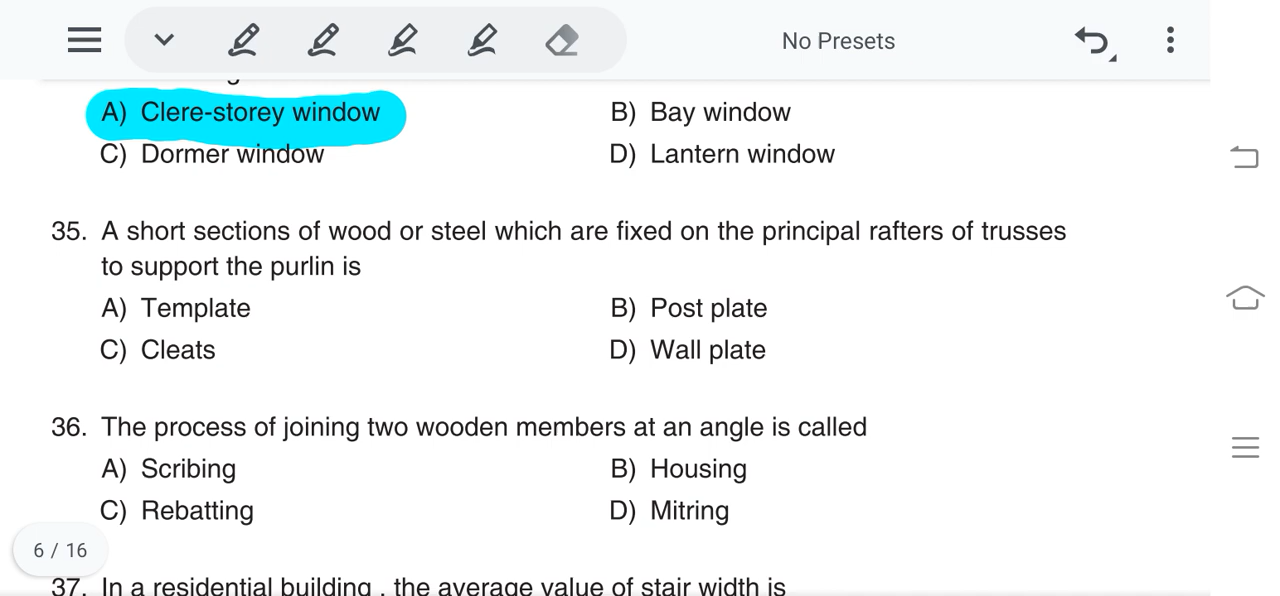 No Presets
A) Clere-storey window B) Bay window
C) Dormer window D) Lantern window
35. A short sections of wood or steel which are fixed on the principal rafters of trusses
to support the purlin is
A) Template B) Post plate
C) Cleats D) Wall plate
36. The process of joining two wooden members at an angle is called
A) Scribing B) Housing
C) Rebatting D) Mitring
6 / 16
37. In a residential building , the average value of stair width is